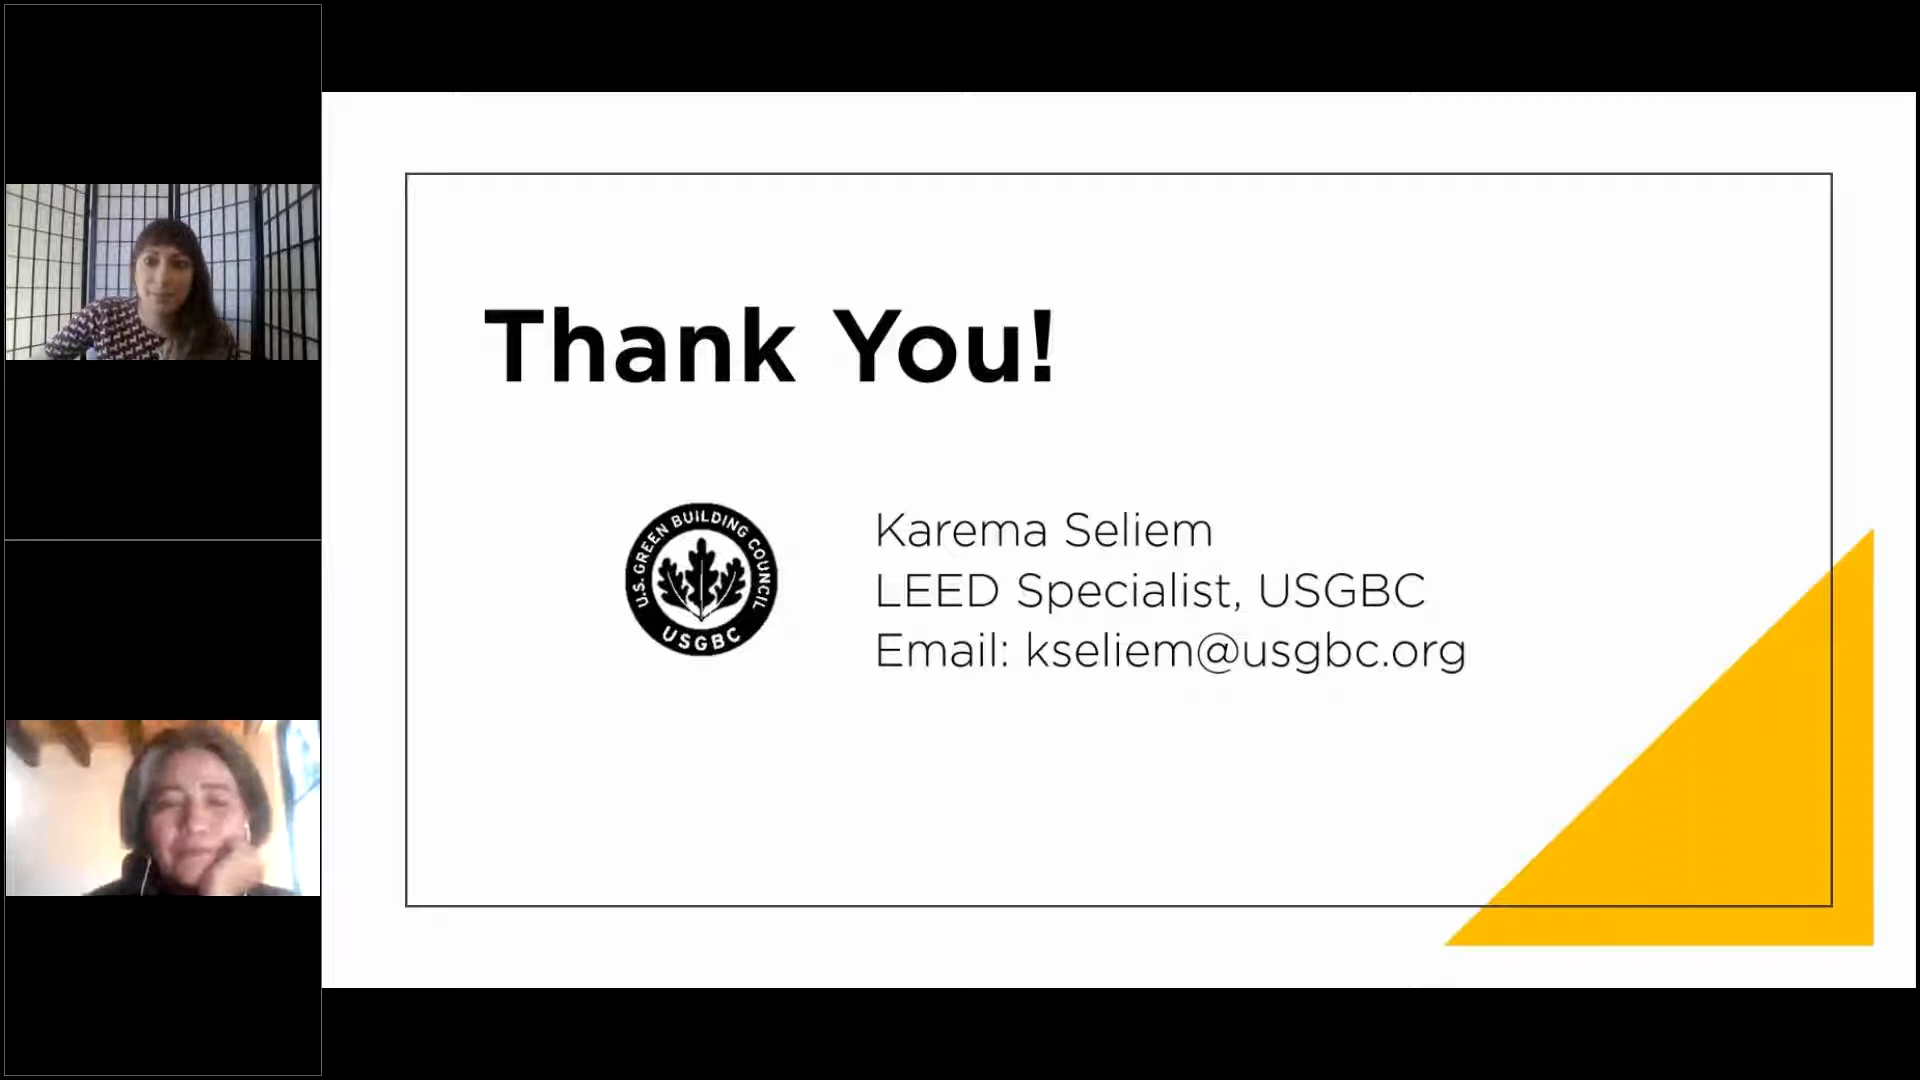 Thank You!
U.S. GREEN BUILDING COUNCIL
USGBC
Karema Seliem
LEED Specialist, USGBC
Email: kseliem@usgbc.org